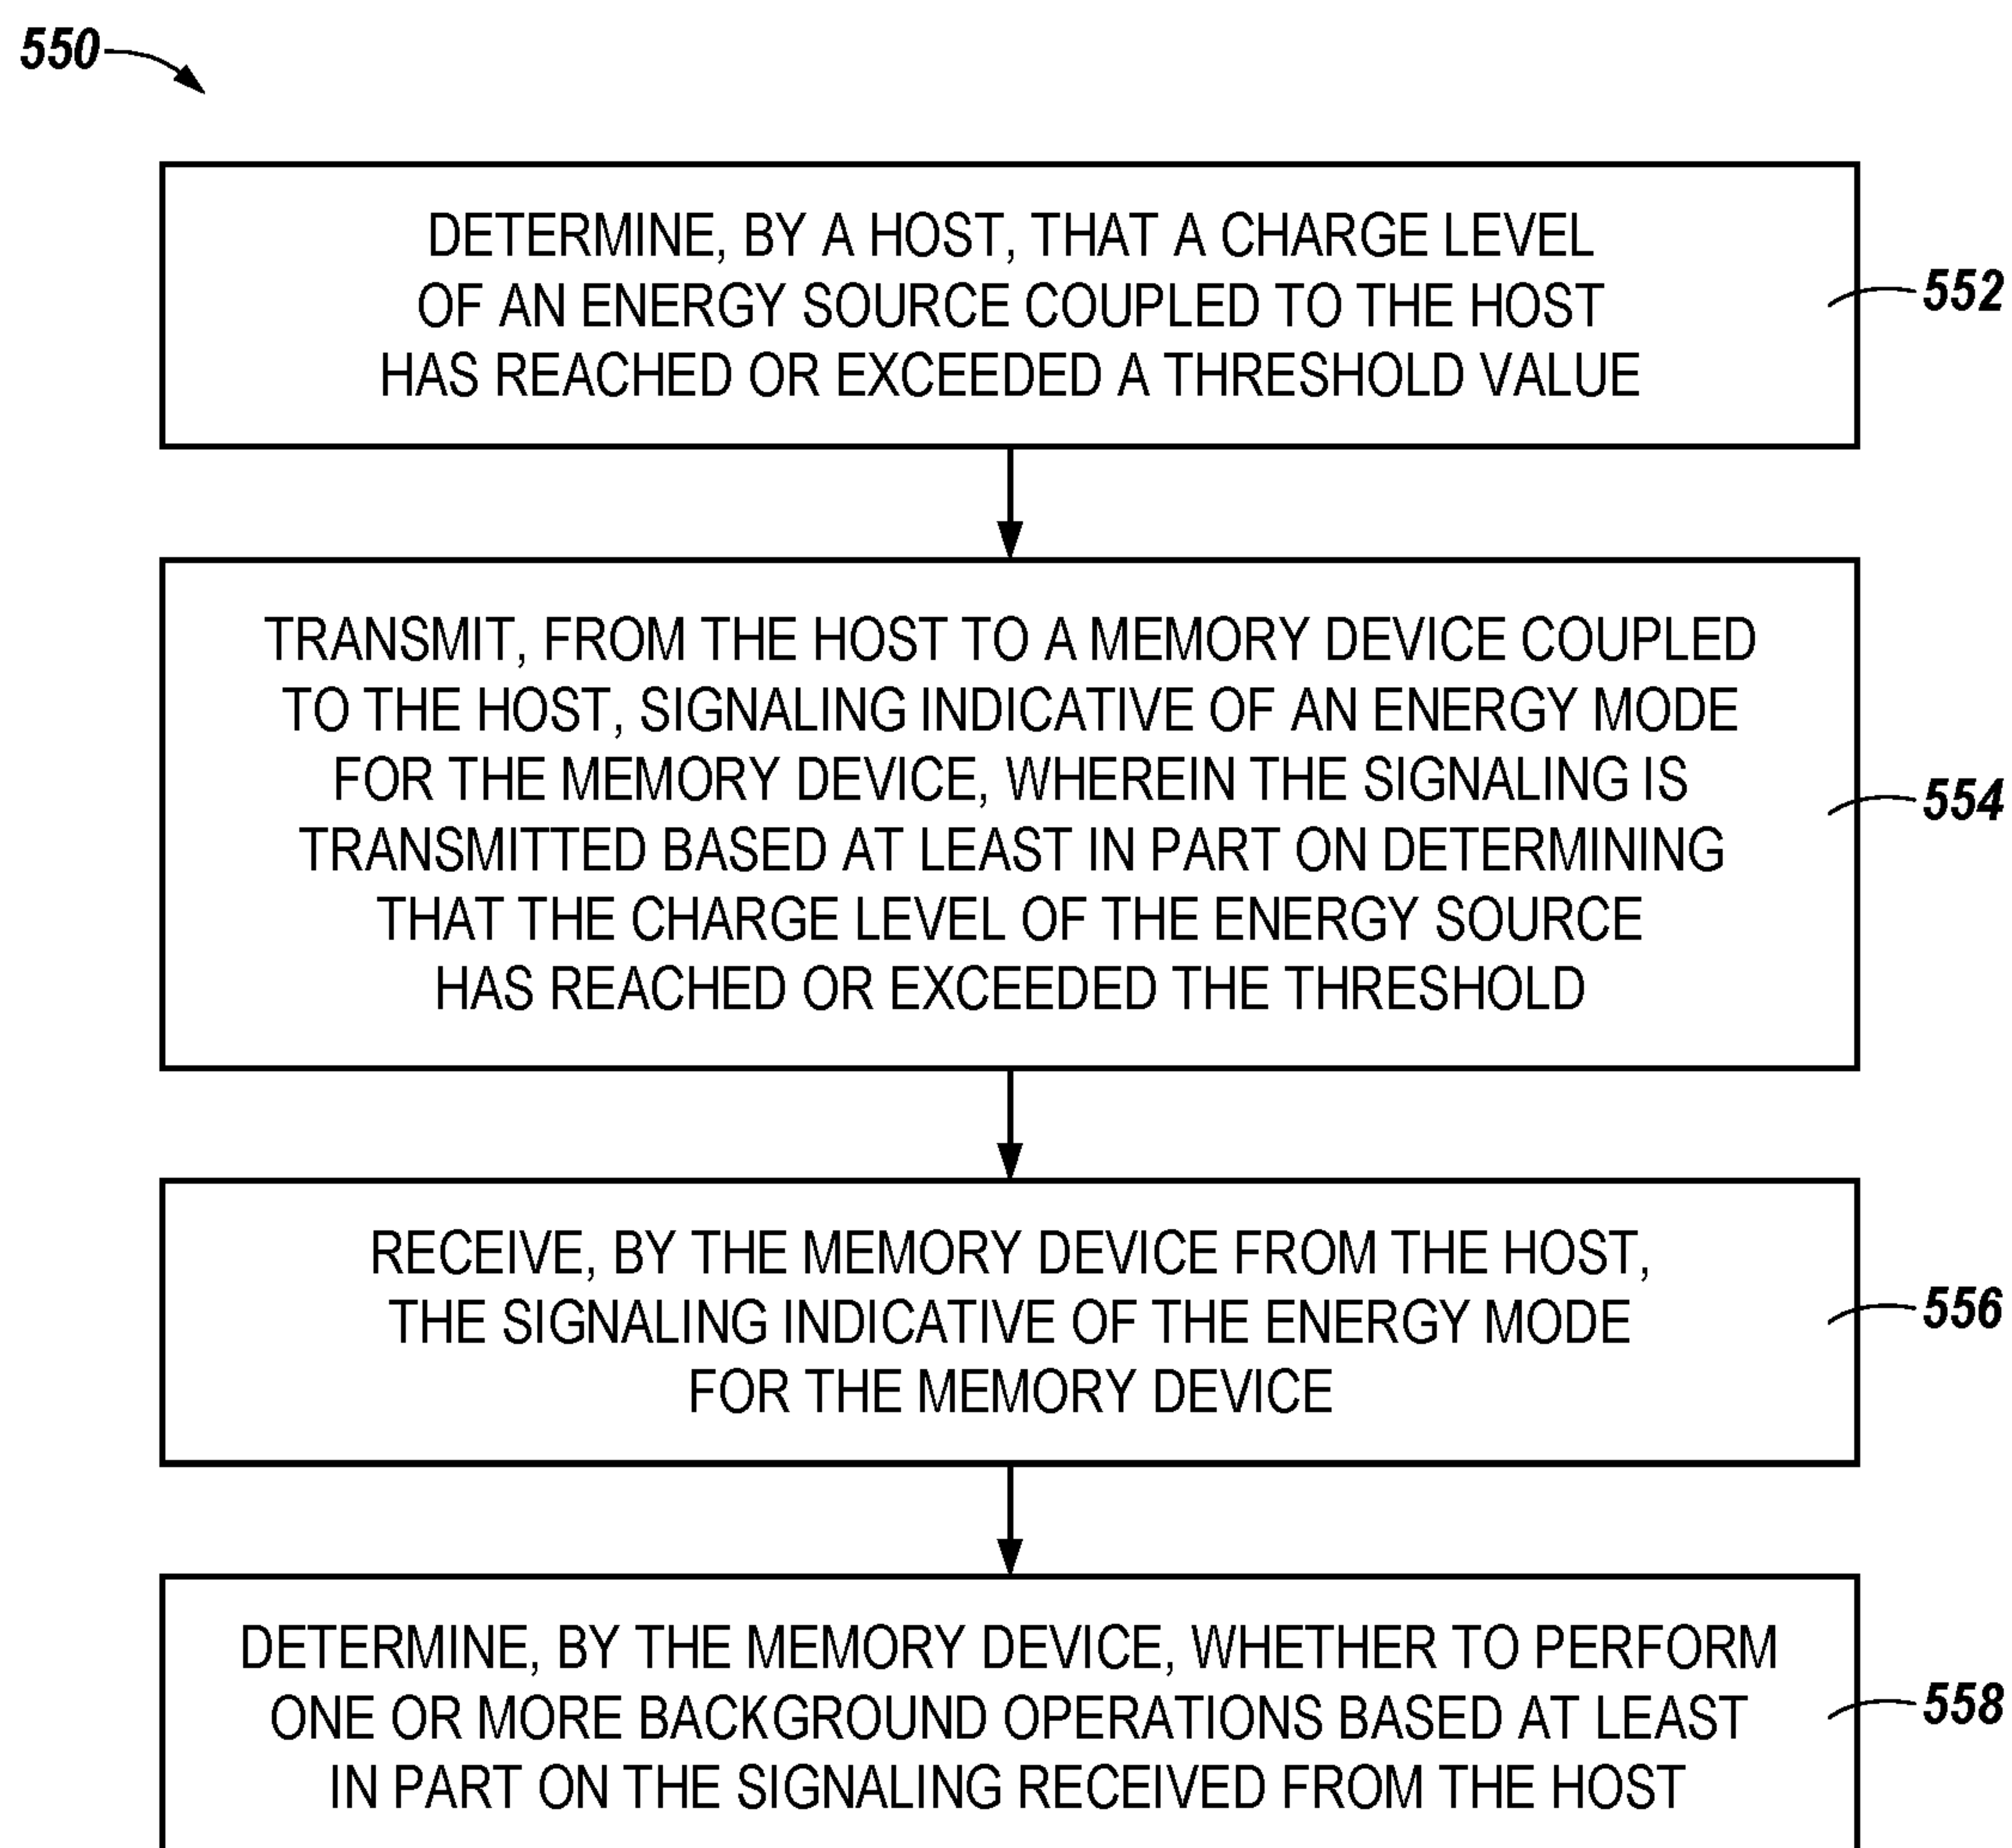 550
DETERMINE, BY A HOST, THAT A CHARGE LEVEL
OF AN ENERGY SOURCE COUPLED TO THE HOST
HAS REACHED OR EXCEEDED A THRESHOLD VALUE
552
TRANSMIT, FROM THE HOST TO A MEMORY DEVICE COUPLED
TO THE HOST, SIGNALING INDICATIVE OF AN ENERGY MODE
FOR THE MEMORY DEVICE, WHEREIN THE SIGNALING IS
TRANSMITTED BASED AT LEAST IN PART ON DETERMINING
THAT THE CHARGE LEVEL OF THE ENERGY SOURCE
HAS REACHED OR EXCEEDED THE THRESHOLD
554
RECEIVE, BY THE MEMORY DEVICE FROM THE HOST,
THE SIGNALING INDICATIVE OF THE ENERGY MODE
FOR THE MEMORY DEVICE
556
DETERMINE, BY THE MEMORY DEVICE, WHETHER TO PERFORM
ONE OR MORE BACKGROUND OPERATIONS BASED AT LEAST
IN PART ON THE SIGNALING RECEIVED FROM THE HOST
558